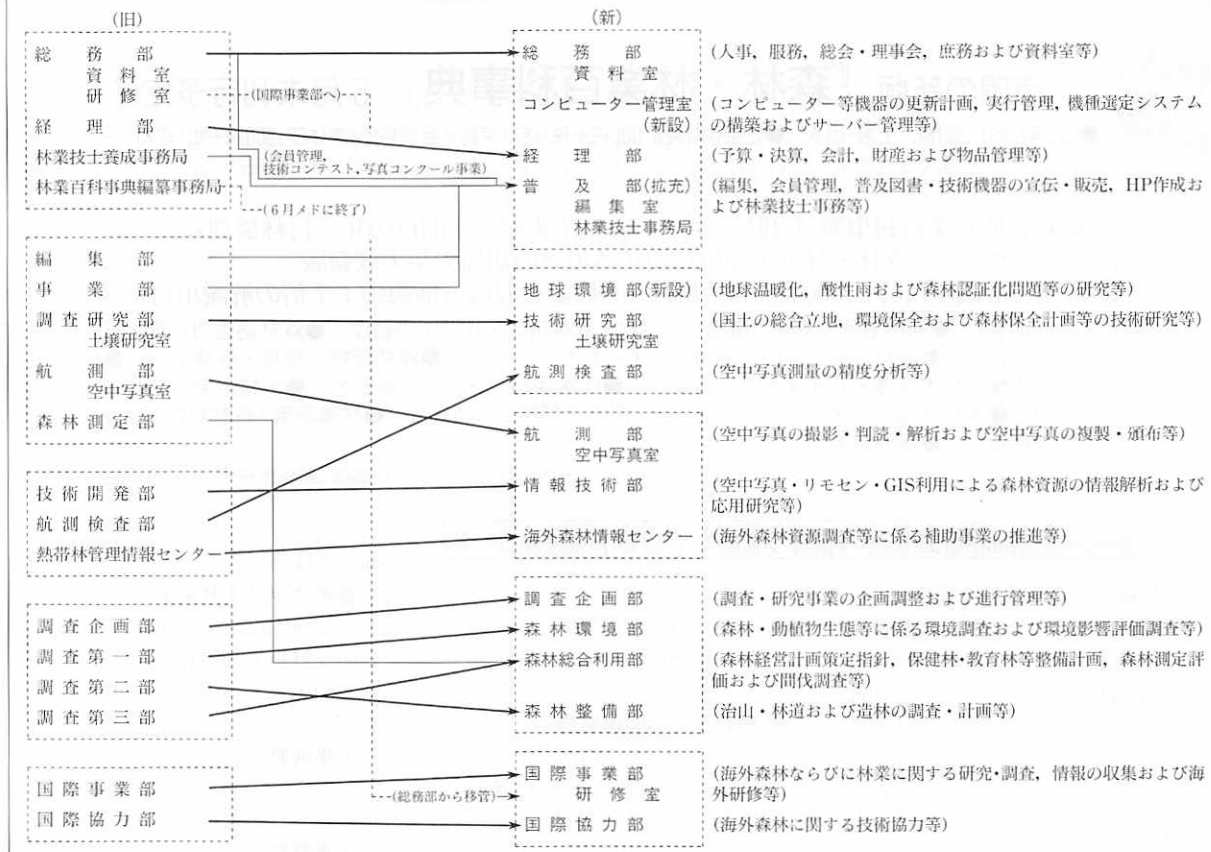 (旧)
総務部
資料室
研修室
経理部
林業技士養成事務局
林業百科事典編纂事務局
編集部
事業部
調査研究部
土壌研究室
航測部
空中写真室
森林測定部
技術開発部
航測検査部
熱帯林管理情報センター
調査企画部
調査第一部
調査第二部
調査第三部
国際事業部
国際協力部
(国際事業部へ)
(会員管理,
技術コンテスト,写真コンクール事業)
(6月メドに終了)
(総務部から移管)
(新)
総務部 (人事,服務,総会・理事会,庶務および資料室等)
資料室
コンピューター管理室 (コンピューター等機器の更新計画,実行管理,機種選定システム
(新設) の構築およびサーバー管理等)
経理部 (予算・決算,会計,財産および物品管理等)
普及部(拡充) (編集,会員管理,普及図書・技術機器の宣伝・販売,HP作成お
編集室 よび林業技士事務等)
林業技士事務局
地球環境部(新設) (地球温暖化,酸性雨および森林認証化問題等の研究等)
技術研究部 (国土の総合立地,環境保全および森林保全計画等の技術研究等)
土壌研究室
航測検査部 (空中写真測量の精度分析等)
航測部 (空中写真の撮影・判読・解析および空中写真の複製・頒布等)
空中写真室
情報技術部 (空中写真・リモセン・GIS利用による森林資源の情報解析および
応用研究等)
海外森林情報センター (海外森林資源調査等に係る補助事業の推進等)
調査企画部 (調査・研究事業の企画調整および進行管理等)
森林環境部 (森林・動植物生態等に係る環境調査および環境影響評価調査等)
森林総合利用部 (森林経営計画策定指針,保健林・教育林等整備計画,森林測定評
価および間伐調査等)
森林整備部 (治山・林道および造林の調査・計画等)
国際事業部 (海外森林ならびに林業に関する研究・調査,情報の収集および海
研修室 外研修等)
国際協力部 (海外森林に関する技術協力等)